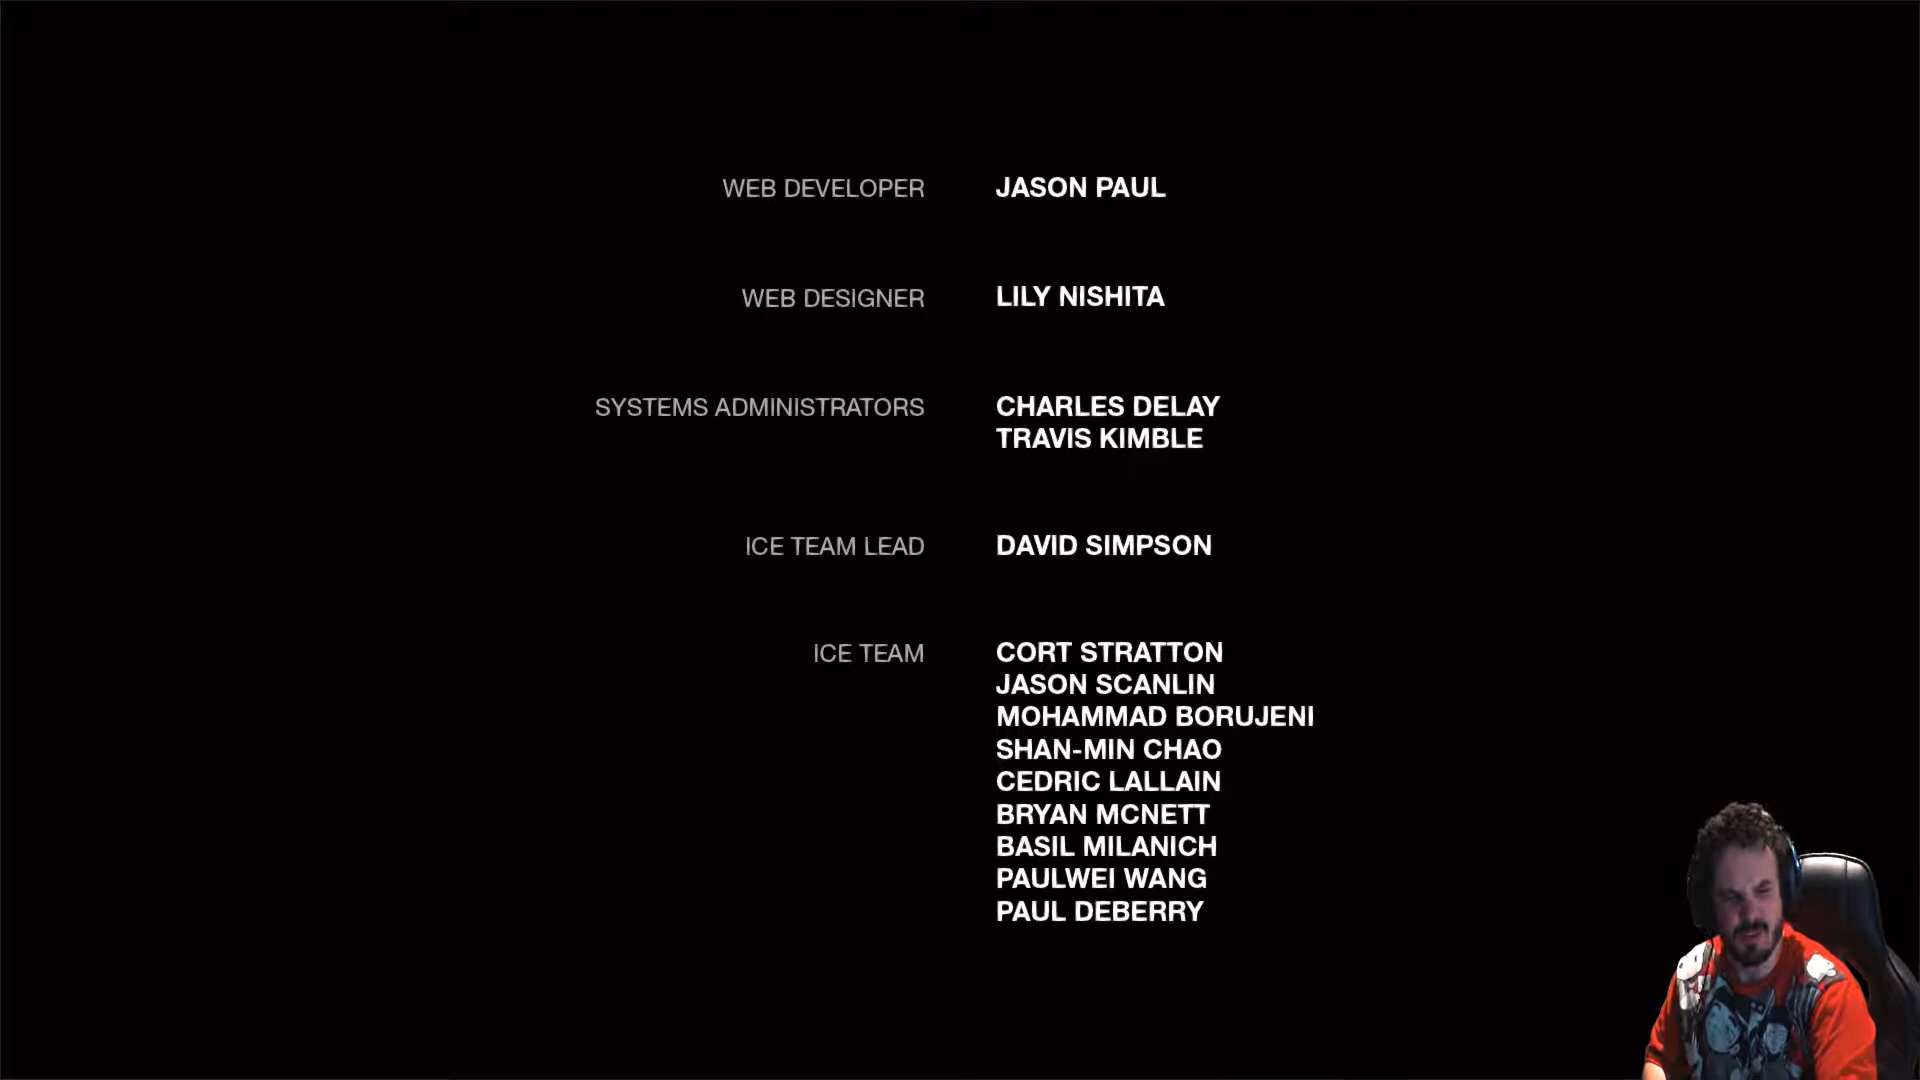 WEB DEVELOPER JASON PAUL
WEB DESIGNER LILY NISHITA
SYSTEMS ADMINISTRATORS CHARLES DELAY
TRAVIS KIMBLE
ICE TEAM LEAD DAVID SIMPSON
ICE TEAM CORT STRATTON
JASON SCANLIN
MOHAMMAD BORUJENI
SHAN-MIN CHAO
CEDRIC LALLAIN
BRYAN MCNETT
BASIL MILANICH
PAULWEI WANG
PAUL DEBERRY